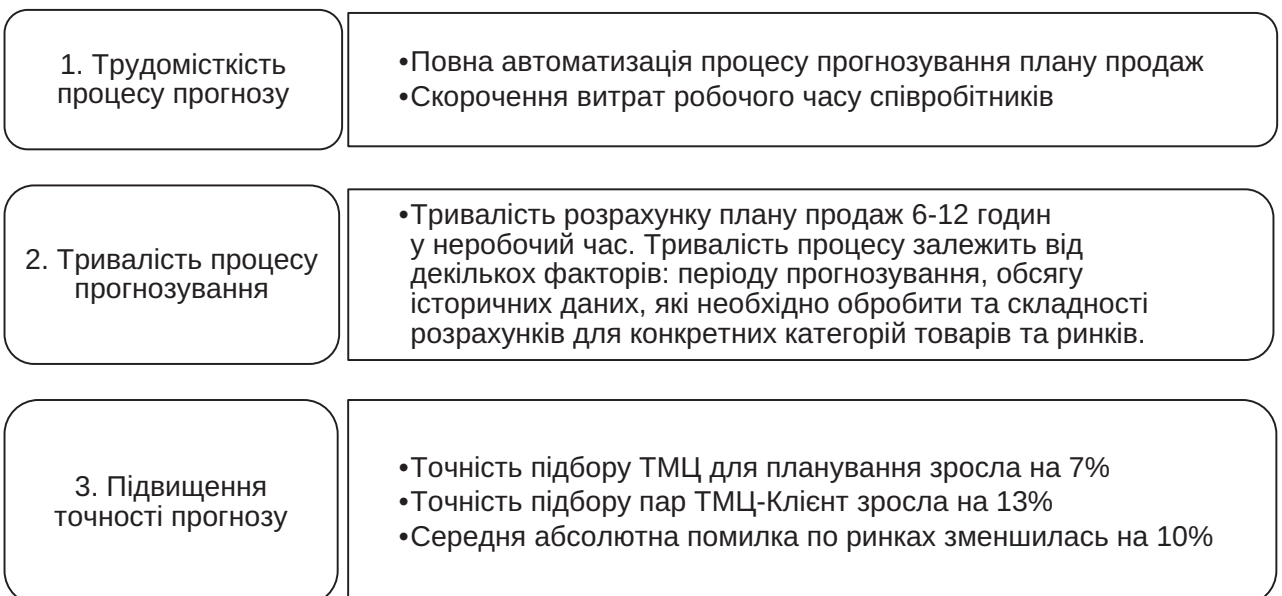 1. Трудомісткість
процесу прогнозу
•Повна автоматизація процесу прогнозування плану продаж
•Скорочення витрат робочого часу співробітників
2. Тривалість процесу
прогнозування
•Тривалість розрахунку плану продаж 6-12 годин
у неробочий час. Тривалість процесу залежить від
декількох факторів: періоду прогнозування, обсягу
історичних даних, які необхідно обробити та складності
розрахунків для конкретних категорій товарів та ринків.
3. Підвищення
точності прогнозу
•Точність підбору ТМЦ для планування зросла на 7%
•Точність підбору пар ТМЦ-Клієнт зросла на 13%
•Середня абсолютна помилка по ринках зменшилась на 10%